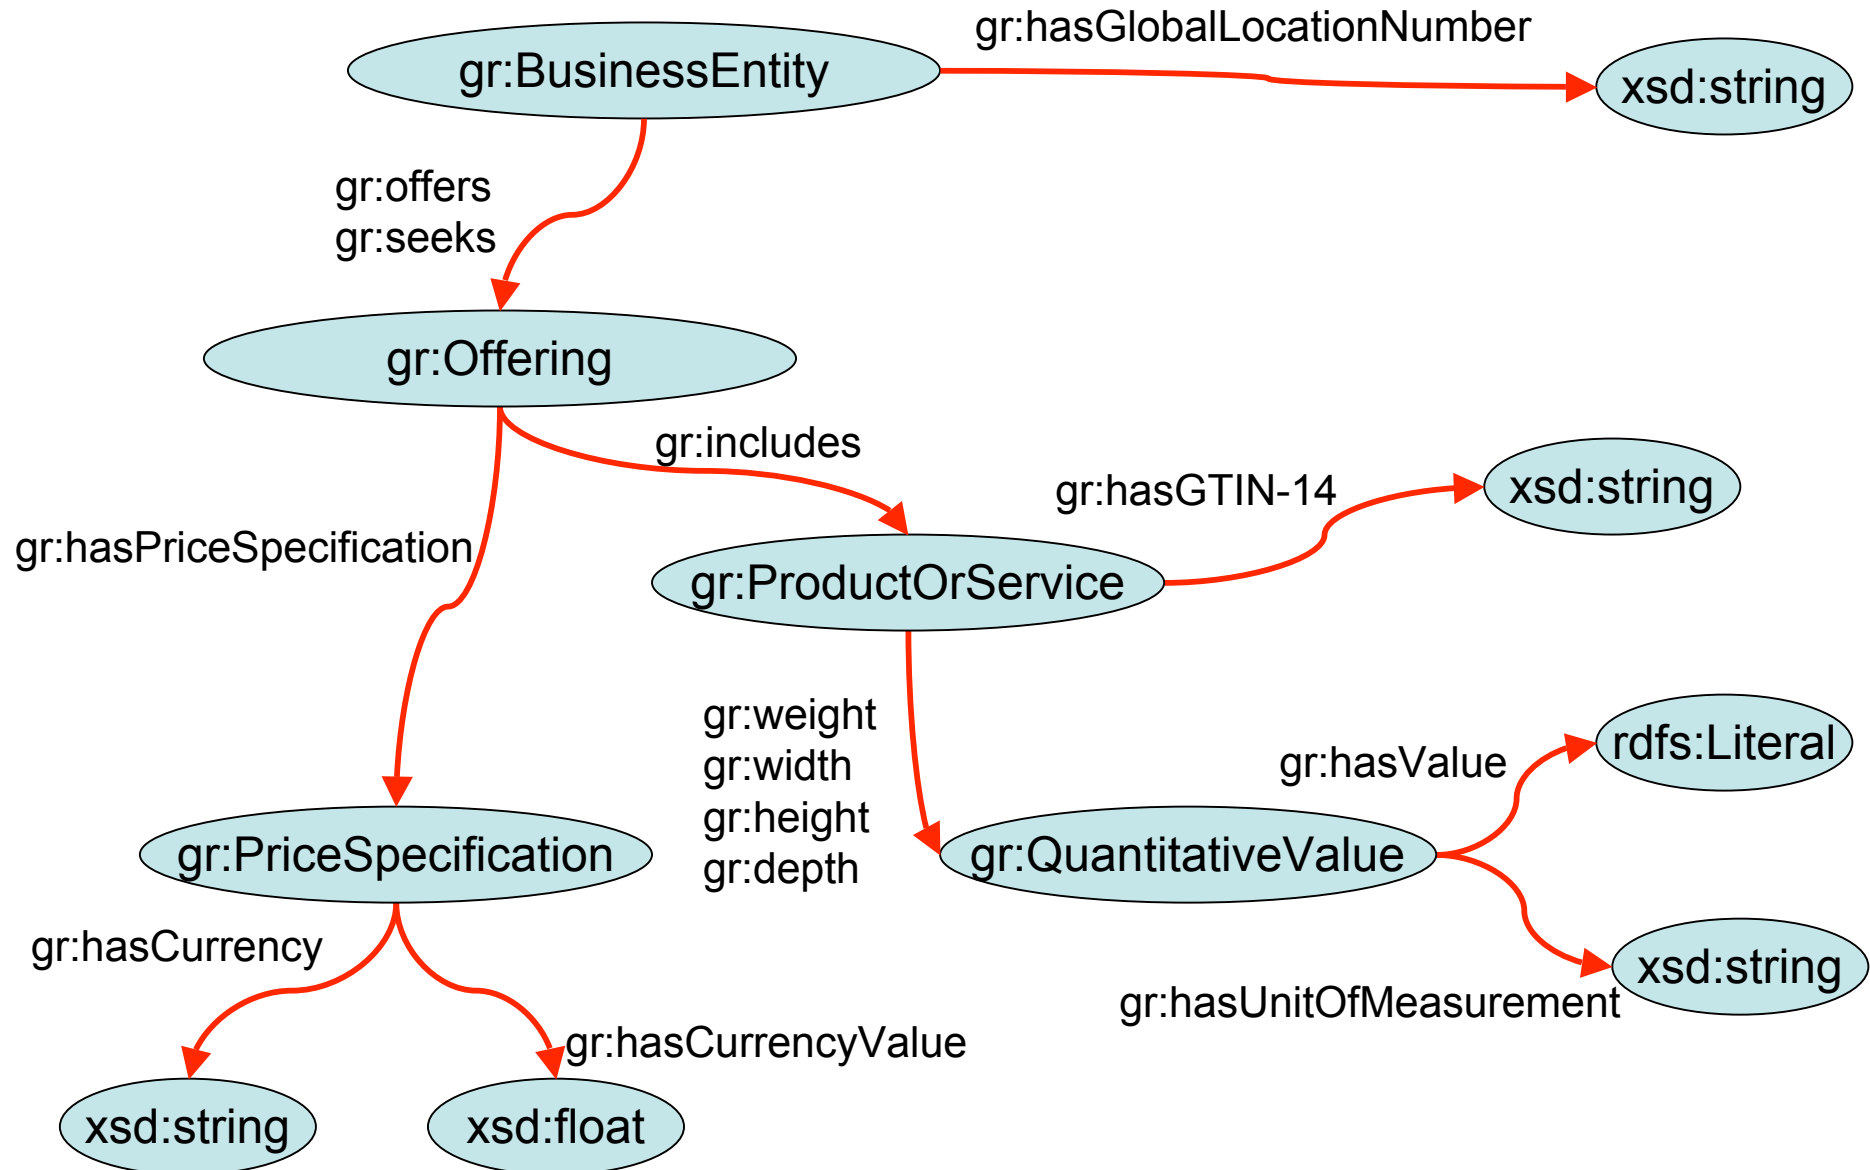 gr:hasGlobalLocationNumber
gr:BusinessEntity
xsd:string
gr:offers
gr:seeks
gr:Offering
gr:includes
gr:hasGTIN-14
xsd:string
gr:hasPriceSpecification
gr:ProductOrService
gr:weight
gr:width
gr:height
gr:depth
gr:hasValue
rdfs:Literal
gr:PriceSpecification
gr:QuantitativeValue
gr:hasCurrency
xsd:string
gr:hasUnitOfMeasurement
gr:hasCurrencyValue
xsd:string
xsd:float